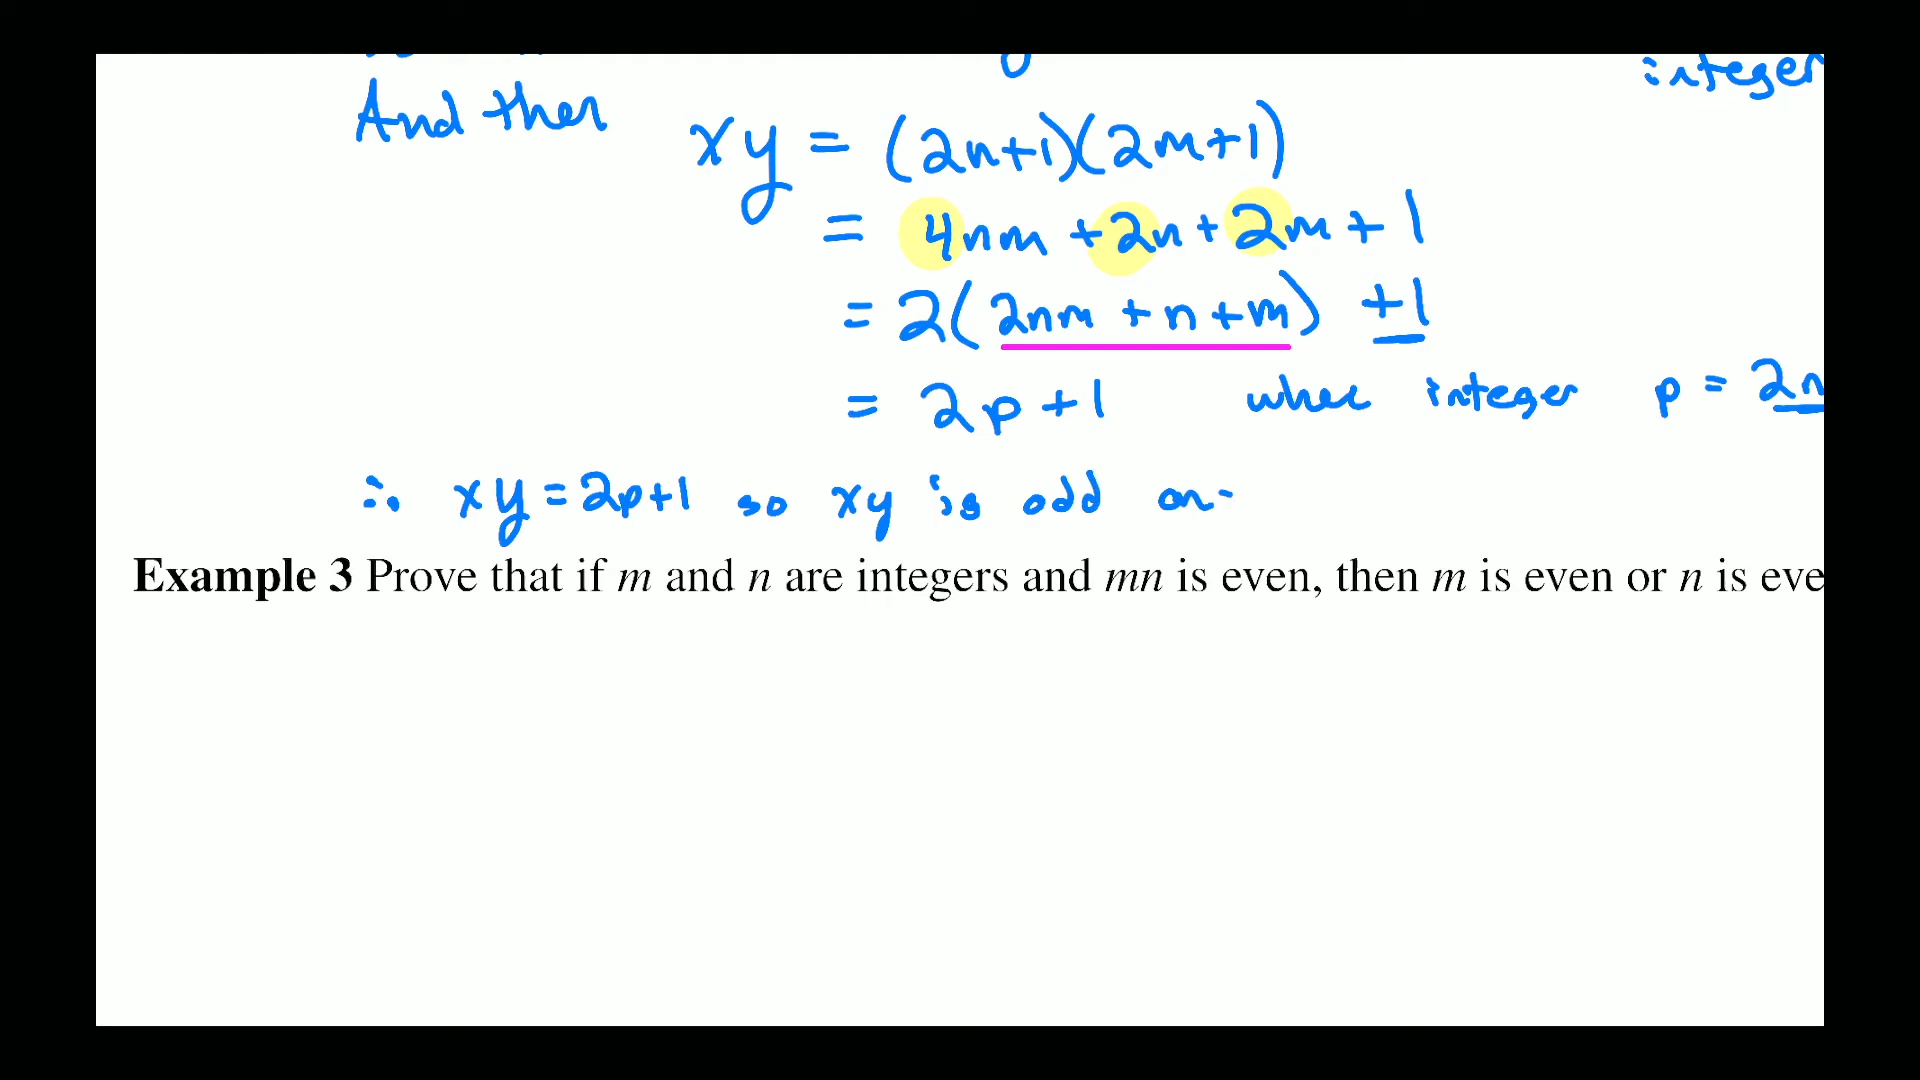 integer
And then xy = (2n+1)(2m+1)
= 4nm + 2n + 2m + 1
= 2(2nm + n + m) + 1
= 2p + 1 where integer p = 2n
∴ xy = 2p+1 so xy is odd
Example 3 Prove that if m and n are integers and mn is even, then m is even or n is eve